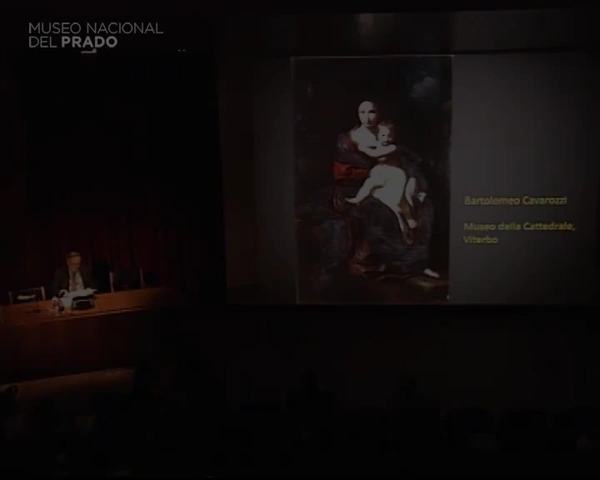 MUSEO NACIONAL
DEL PRADO
Bartolomeo Cavarozzi
Museo della Cattedrale,
Viterbo